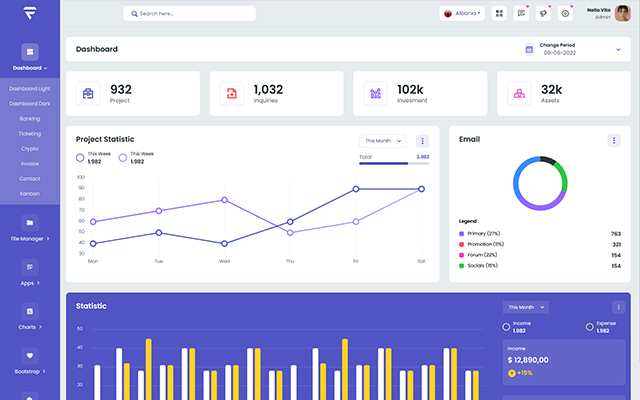 Search here...
Albania
Nella Vita
Admin
Dashboard
Dashboard Light
Dashboard Dark
Banking
Ticketing
Crypto
Invoice
Contact
Kanban
File Manager
Apps
Charts
Bootstrap
Dashboard
Change Period
09-06-2022
932
Project
1,032
Inquiries
102k
Invesment
32k
Assets
Project Statistic
This Month
This Week
1.982
This Week
1.982
Total 3.982
100
90
80
70
60
50
40
30
Mon Tue Wed Thu Fri Sat
Email
Legend
Primary (27%) 763
Promotion (11%) 321
Forum (22%) 154
Socials (15%) 154
Statistic
This Month
50
40
30
20
Income
1.982
Expense
1.982
Income
$ 12,890,00
+15%